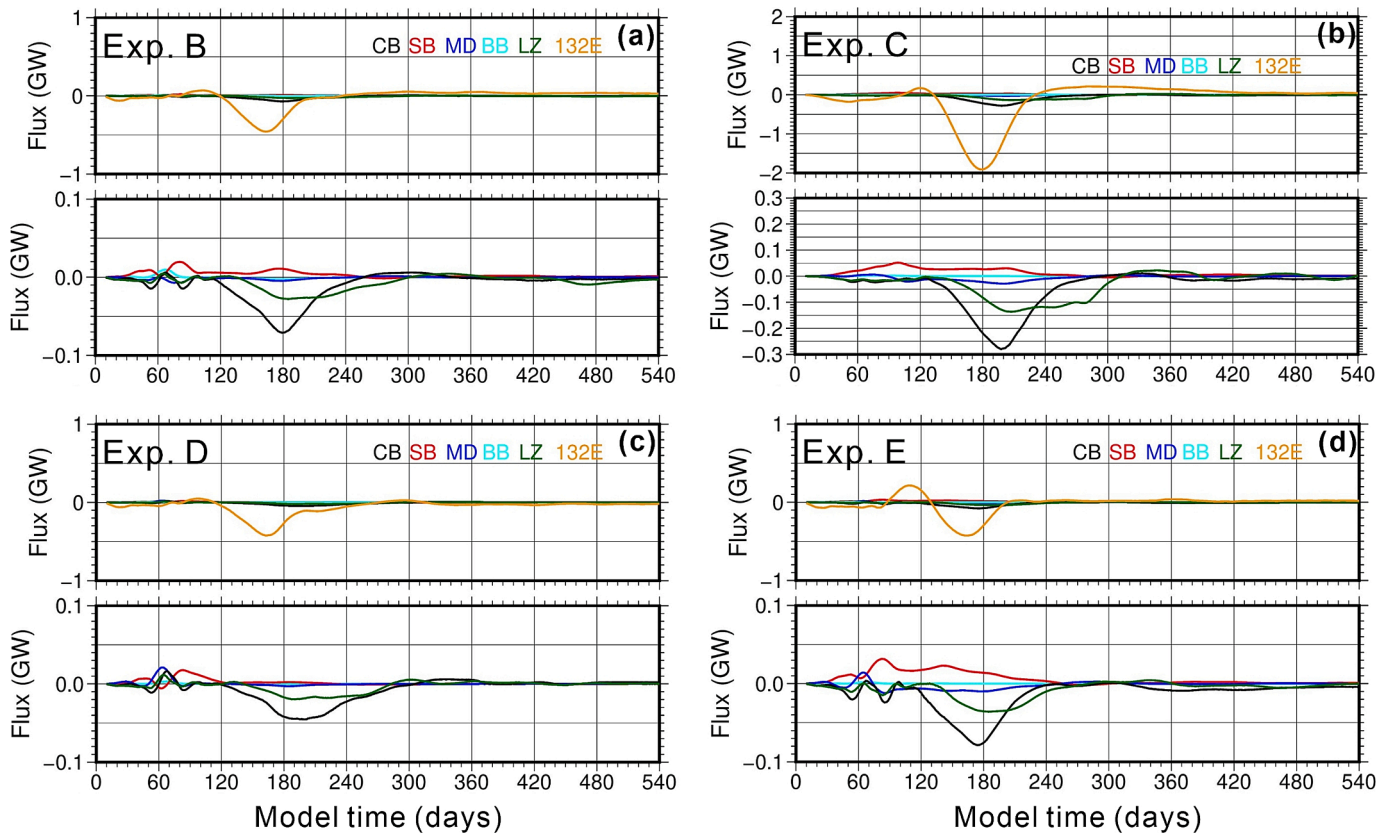 Exp. B
(a)
CB SB MD BB LZ 132E
Flux (GW)
1
0
−1
Flux (GW)
0.1
0.0
−0.1
0 60 120 180 240 300 360 420 480 540
Exp. C
(b)
CB SB MD BB LZ 132E
Flux (GW)
2
1
0
−1
−2
Flux (GW)
0.3
0.2
0.1
0.0
−0.1
−0.2
−0.3
0 60 120 180 240 300 360 420 480 540
Exp. D
(c)
CB SB MD BB LZ 132E
Flux (GW)
1
0
−1
Flux (GW)
0.1
0.0
−0.1
0 60 120 180 240 300 360 420 480 540
Model time (days)
Exp. E
(d)
CB SB MD BB LZ 132E
Flux (GW)
1
0
−1
Flux (GW)
0.1
0.0
−0.1
0 60 120 180 240 300 360 420 480 540
Model time (days)